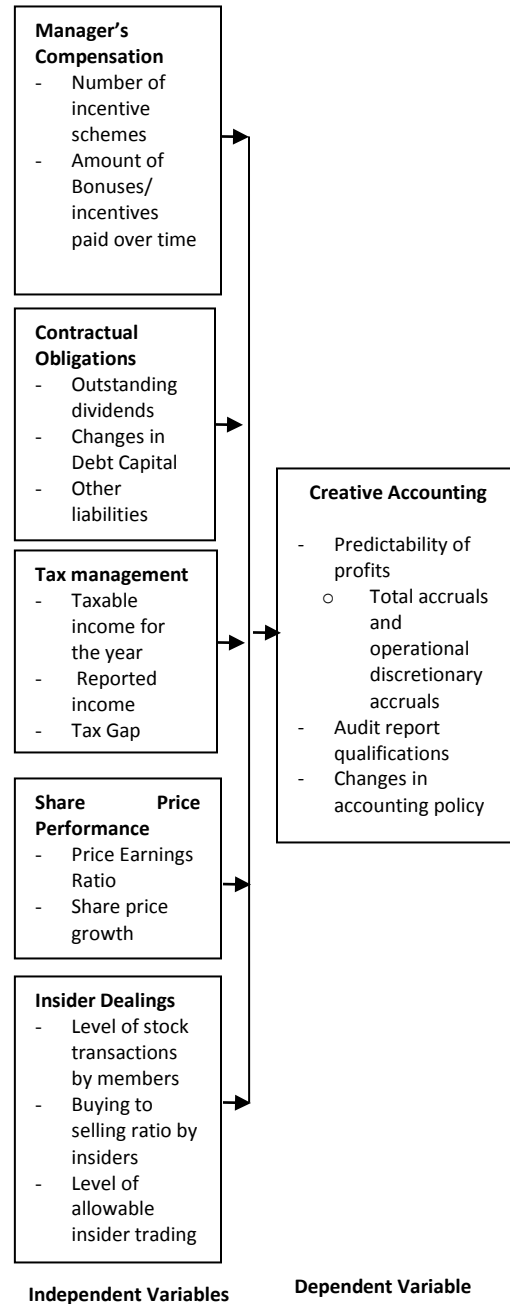 Manager's
Compensation
- Number of
incentive
schemes
- Amount of
Bonuses/
incentives
paid over time
Contractual
Obligations
- Outstanding
dividends
- Changes in
Debt Capital
- Other
liabilities
Tax management
- Taxable
income for
the year
- Reported
income
- Tax Gap
Share Price
Performance
- Price Earnings
Ratio
- Share price
growth
Insider Dealings
- Level of stock
transactions
by members
- Buying to
selling ratio by
insiders
- Level of
allowable
insider trading
Independent Variables
Creative Accounting
- Predictability of
profits
o Total accruals
and
operational
discretionary
accruals
- Audit report
qualifications
- Changes in
accounting policy
Dependent Variable